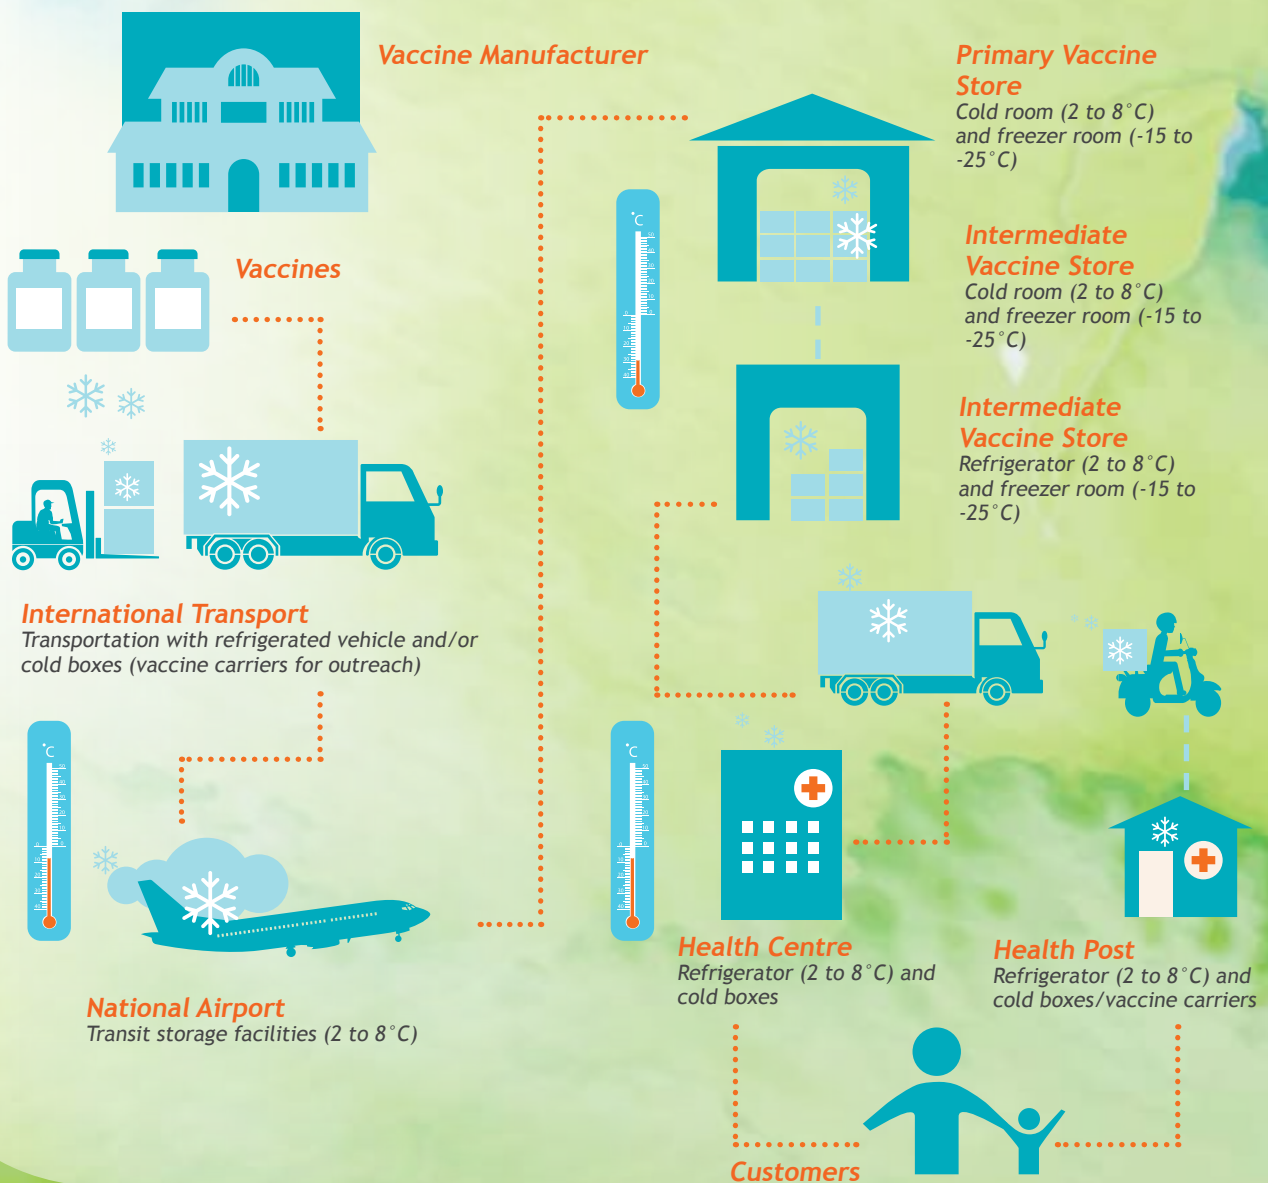 Vaccine Manufacturer
Vaccines
International Transport
Transportation with refrigerated vehicle and/or
cold boxes (vaccine carriers for outreach)
°C
National Airport
Transit storage facilities (2 to 8°C)
Primary Vaccine
Store
Cold room (2 to 8°C)
and freezer room (-15 to
-25°C)
°C
Intermediate
Vaccine Store
Cold room (2 to 8°C)
and freezer room (-15 to
-25°C)
Intermediate
Vaccine Store
Refrigerator (2 to 8°C)
and freezer room (-15 to
-25°C)
°C
Health Centre
Refrigerator (2 to 8°C) and
cold boxes
Health Post
Refrigerator (2 to 8°C) and
cold boxes/vaccine carriers
Customers